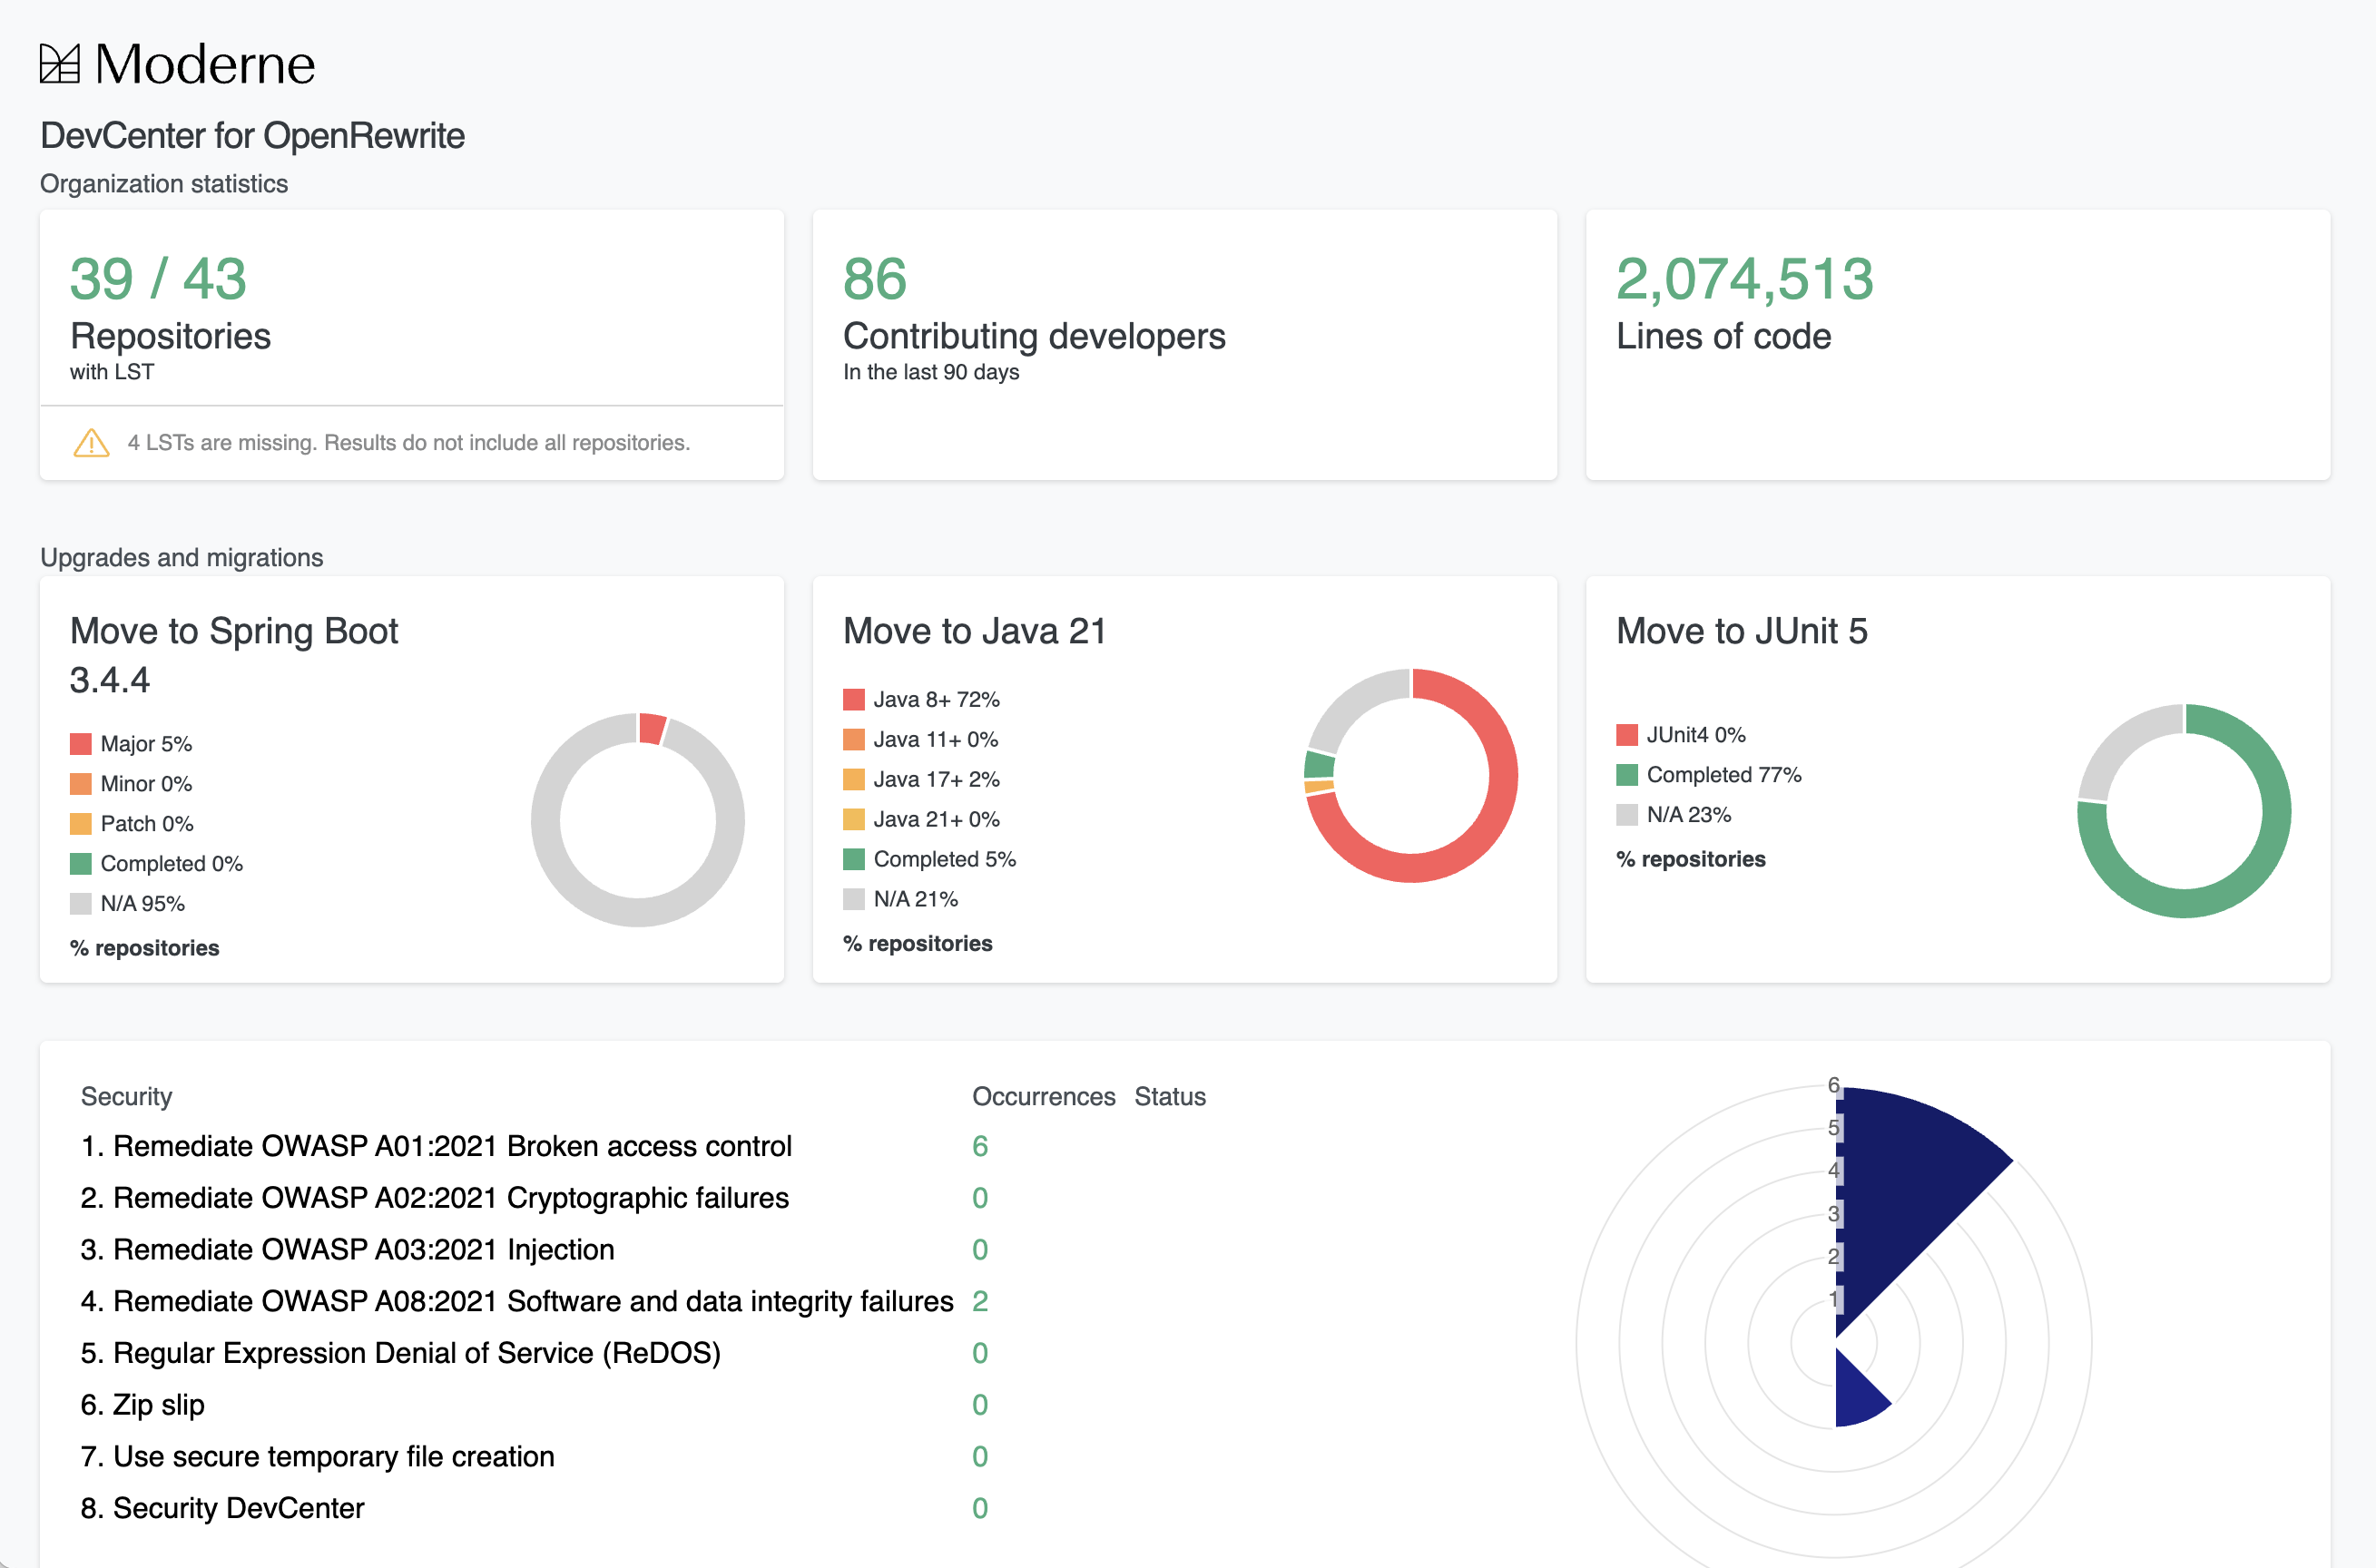 Moderne
DevCenter for OpenRewrite
Organization statistics
39 / 43
Repositories
with LST
4 LSTs are missing. Results do not include all repositories.
86
Contributing developers
In the last 90 days
2,074,513
Lines of code
Upgrades and migrations
Move to Spring Boot
3.4.4
Major 5%
Minor 0%
Patch 0%
Completed 0%
N/A 95%
% repositories
Move to Java 21
Java 8+ 72%
Java 11+ 0%
Java 17+ 2%
Java 21+ 0%
Completed 5%
N/A 21%
% repositories
Move to JUnit 5
JUnit4 0%
Completed 77%
N/A 23%
% repositories
Security Occurrences Status
1. Remediate OWASP A01:2021 Broken access control 6
2. Remediate OWASP A02:2021 Cryptographic failures 0
3. Remediate OWASP A03:2021 Injection 0
4. Remediate OWASP A08:2021 Software and data integrity failures 2
5. Regular Expression Denial of Service (ReDOS) 0
6. Zip slip 0
7. Use secure temporary file creation 0
8. Security DevCenter 0
6
5
4
3
2
1